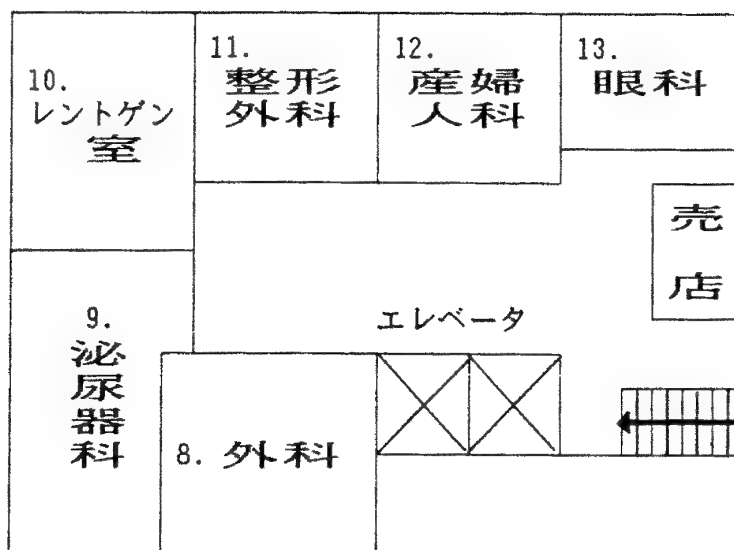 10.
レントゲン
室
11.
整形
外科
12.
産婦
人科
13.
眼科
売
店
エレベータ
9.
泌
尿
器
科
8. 外科